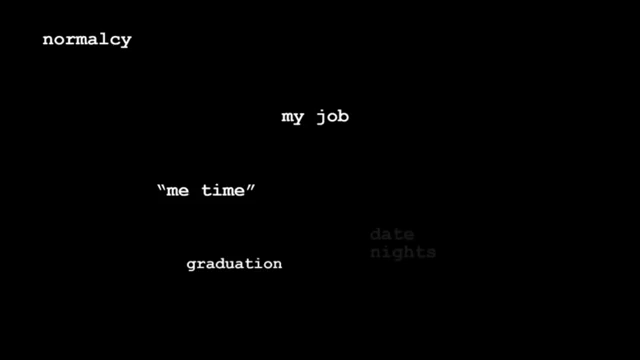 normalcy
my job
“me time”
date
nights
graduation